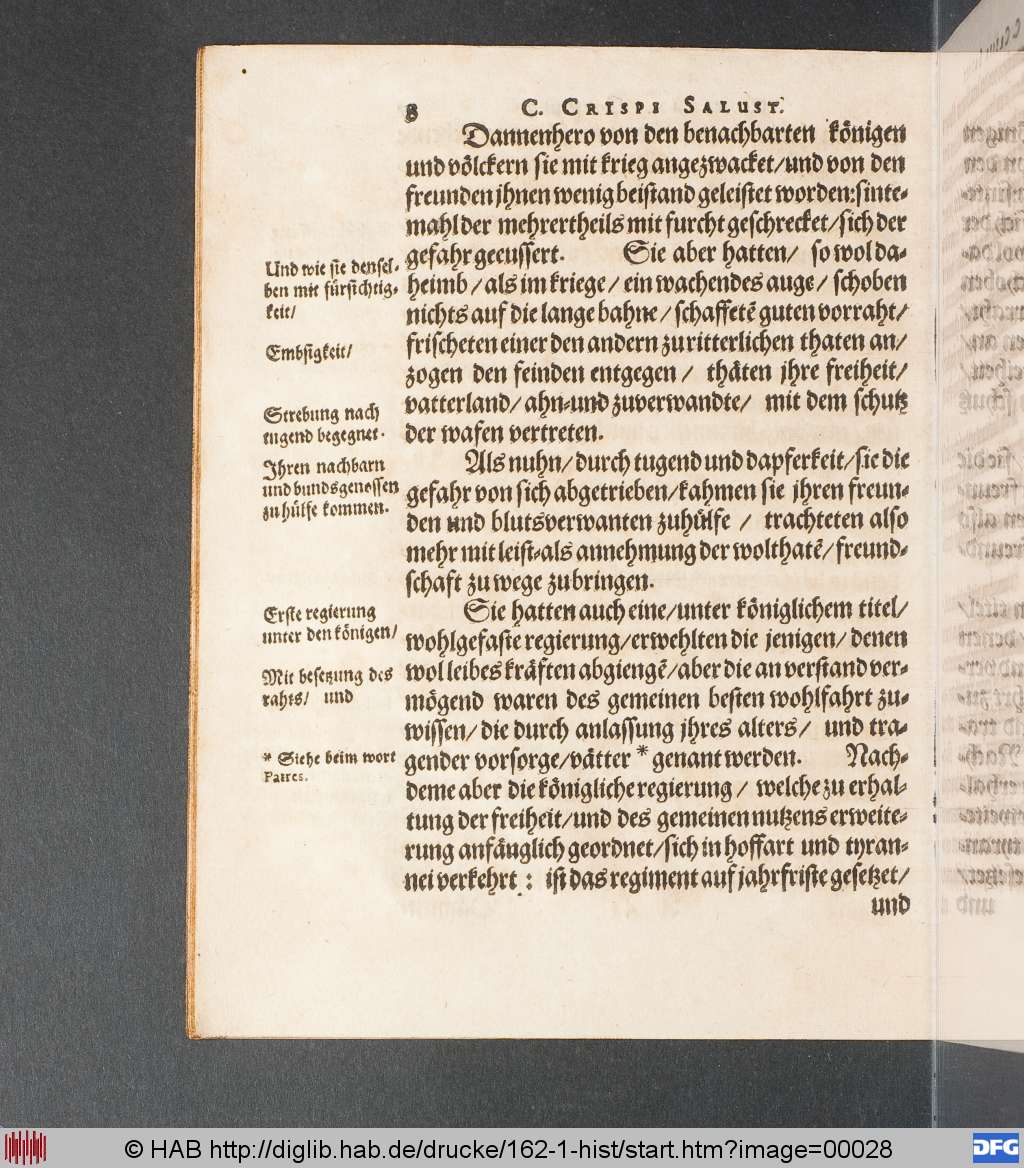 8 C. CRISPI SALUST.
Dannenhero von den benachbarten königen
und völckern sie mit krieg angezwacket/und von den
freunden jhnen wenig beistand geleistet worden: sinte-
mahl der mehrertheils mit furcht geschrecket/sich der
gefahr geeussert. Sie aber hatten/ so wol da-
heimb/als im kriege/ ein wachendes auge/ schoben
nichts auf die lange bahne/ schaffetẽ guten vorraht/
frischeten einer den andern zu ritterlichen thaten an/
zogen den feinden entgegen/ thäten jhre freiheit/
vatterland/ ahn-und zuverwandte/ mit dem schutz
der wafen vertreten.
Als nuhn/durch tugend und dapferkeit/sie die
gefahr von sich abgetrieben/kahmen sie jhren freun-
den und blutsverwanten zuhülfe/ trachteten also
mehr mit leist-als annehmung der wolthatẽ/freund-
schaft zu wege zubringen.
Sie hatten auch eine/unter königlichem titel/
wohlgefaste regierung/erwehlten die jenigen/denen
wol leibes kräften abgiengẽ/aber die an verstand ver-
mögend waren des gemeinen besten wohlfahrt zu-
wissen/die durch anlassung jhres alters/ und tra-
gender vorsorge/vätter * genant werden. Nach-
deme aber die königliche regierung/ welche zu erhal-
tung der freiheit/und des gemeinen nutzens erweite-
rung anfänglich geordnet/sich in hoffart und tyran-
nei verkehrt: ist das regiment auf jahrfriste gesetzet/
und
Und wie sie densel-
ben mit fürsichtig-
keit/
Embsigkeit/
Strebung nach
tugend begegnet.
Ihren nachbarn
und bundsgenossen
zu hülfe kommen.
Erste regierung
unter den königen/
Mit besetzung des
rahts/ und
* Siehe beim wort
Patres.
© HAB http://diglib.hab.de/drucke/162-1-hist/start.htm?image=00028
DFG